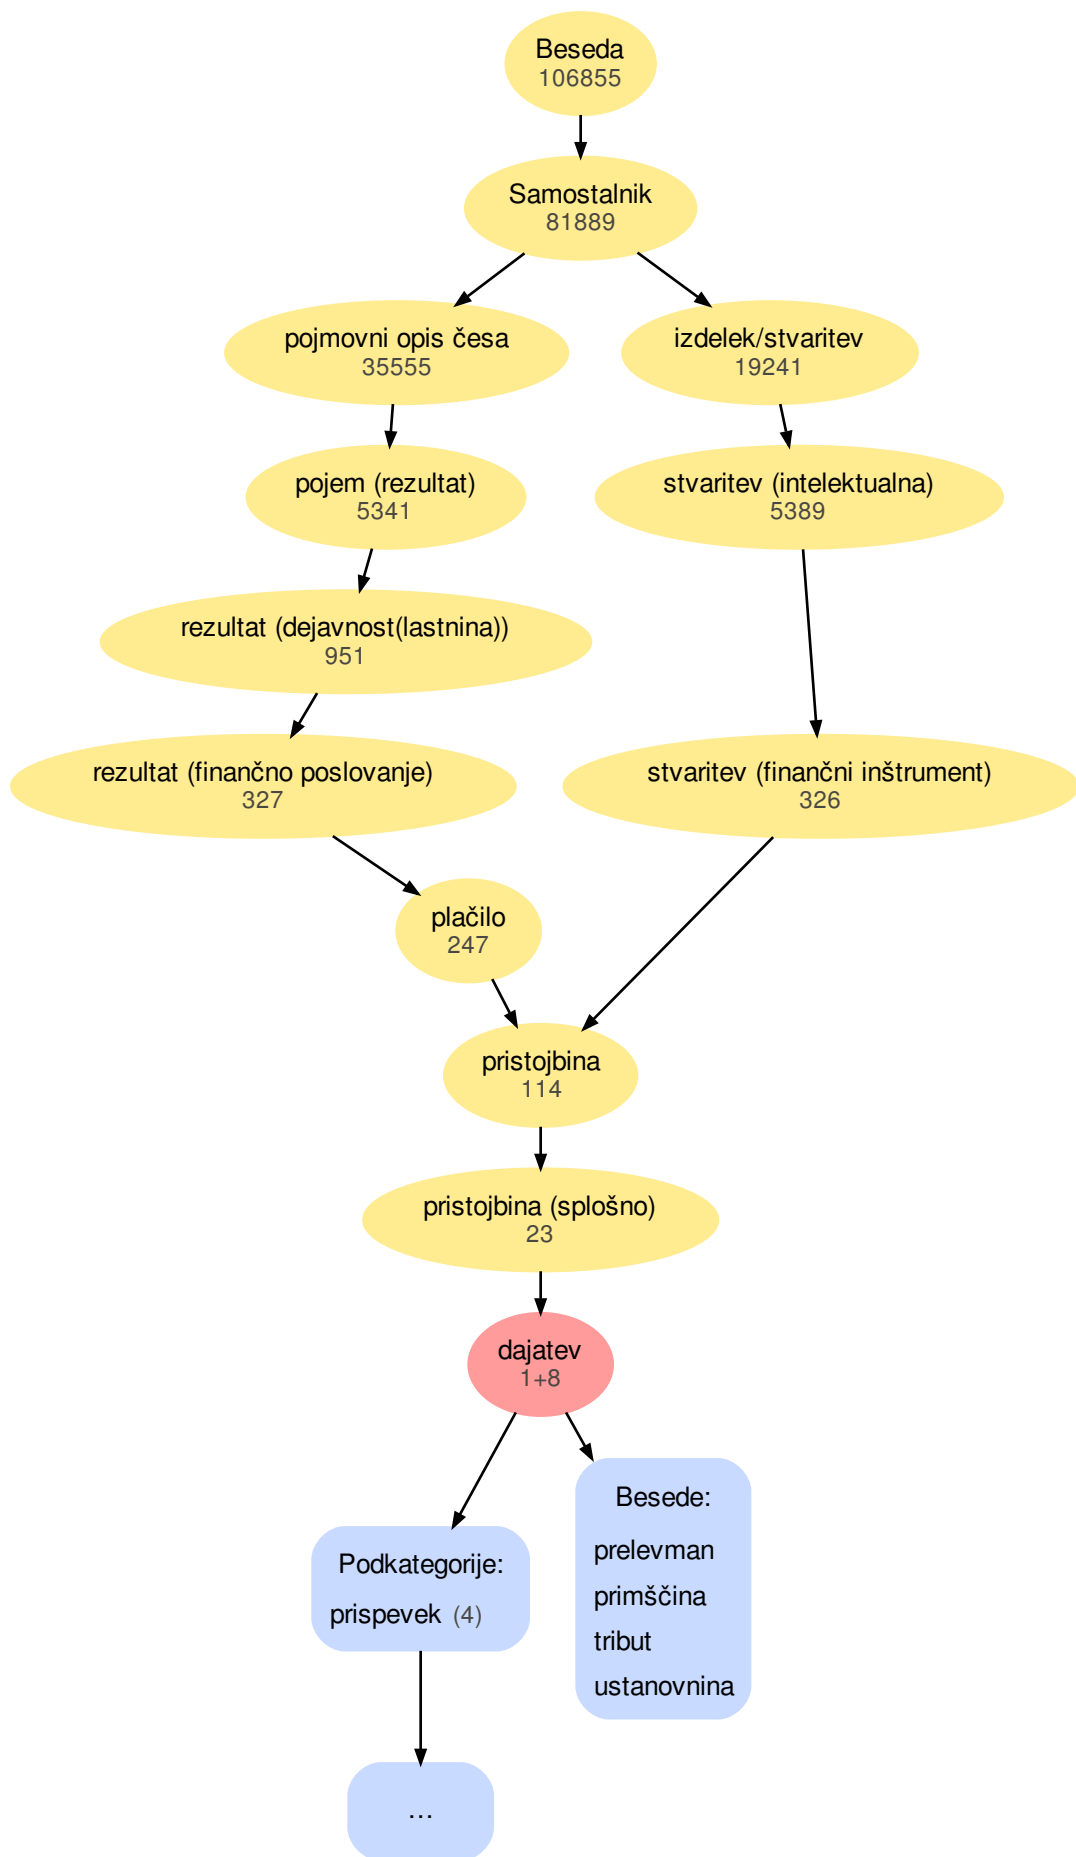 Beseda
106855
Samostalnik
81889
pojmovni opis česa
35555
izdelek/stvaritev
19241
pojem (rezultat)
5341
stvaritev (intelektualna)
5389
rezultat (dejavnost(lastnina))
951
rezultat (finančno poslovanje)
327
stvaritev (finančni inštrument)
326
plačilo
247
pristojbina
114
pristojbina (splošno)
23
dajatev
1+8
Podkategorije:
prispevek (4)
Besede:
prelevman
primščina
tribut
ustanovnina
...